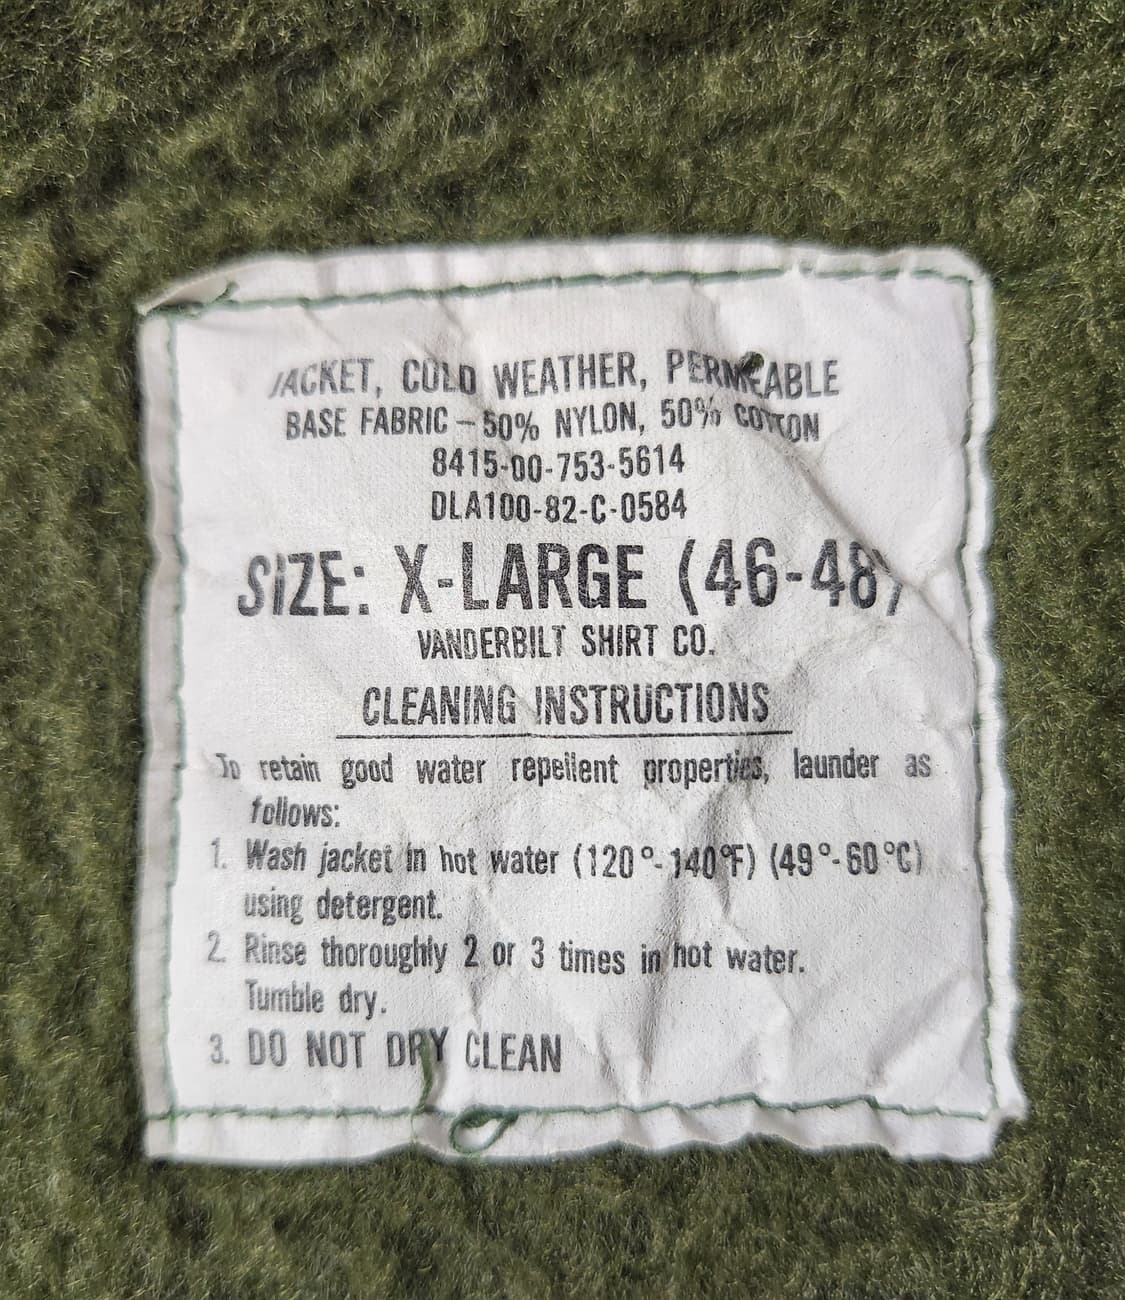 JACKET, COLD WEATHER, PERMEABLE
BASE FABRIC – 50% NYLON, 50% COTTON
8415-00-753-5614
DLA100-82-C-0584
SIZE: X-LARGE (46-48)
VANDERBILT SHIRT CO.
CLEANING INSTRUCTIONS
To retain good water repellent properties, launder as
follows:
1. Wash jacket in hot water (120°-140°F) (49°-60°C)
using detergent.
2. Rinse thoroughly 2 or 3 times in hot water.
Tumble dry.
3. DO NOT DRY CLEAN